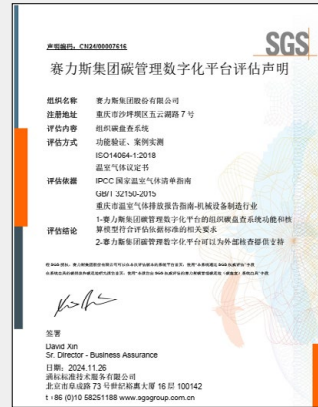 声明编码：CN24/00007616
SGS
赛力斯集团碳管理数字化平台评估声明
组织名称 赛力斯集团股份有限公司
注册地址 重庆市沙坪坝区五云湖路 7 号
评估内容 组织碳盘查系统
评估方式 功能验证、案例实测
ISO14064-1:2018
温室气体议定书
评估依据 IPCC 国家温室气体清单指南
GB/T 32150-2015
重庆市温室气体排放报告指南-机械设备制造行业
1-赛力斯集团碳管理数字化平台的组织碳盘查系统功能和核
评估结论 算模型符合评估依据标准的相关要求
2-赛力斯集团碳管理数字化平台可以为外部核查提供支持
签署
David Xin
Sr. Director - Business Assurance
日期：2024.11.26
通标标准技术服务有限公司
北京市阜成路 73 号世纪裕惠大厦 16 层 100142
t - 86 (0)10 58251188 www.sgsgroup.com.cn